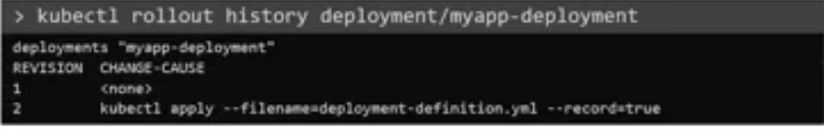 > kubectl rollout history deployment/myapp-deployment
deployments "myapp-deployment"
REVISION CHANGE-CAUSE
1 <none>
2 kubectl apply --filename=deployment-definition.yml --record=true